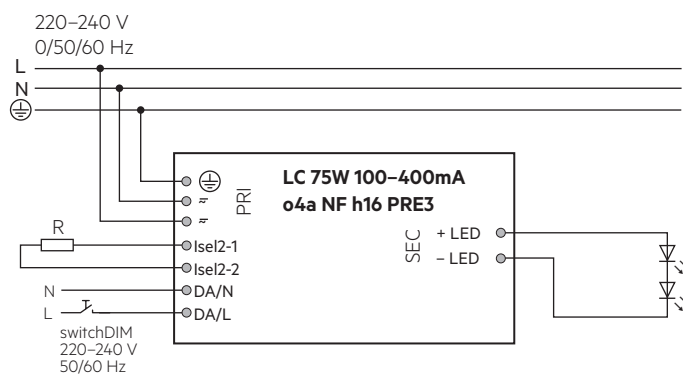 220–240 V
0/50/60 Hz
L
N
LC 75W 100–400mA
o4a NF h16 PRE3
PRI
R
Isel2-1
Isel2-2
N
DA/N
L
DA/L
switchDIM
220–240 V
50/60 Hz
SEC
+ LED
– LED